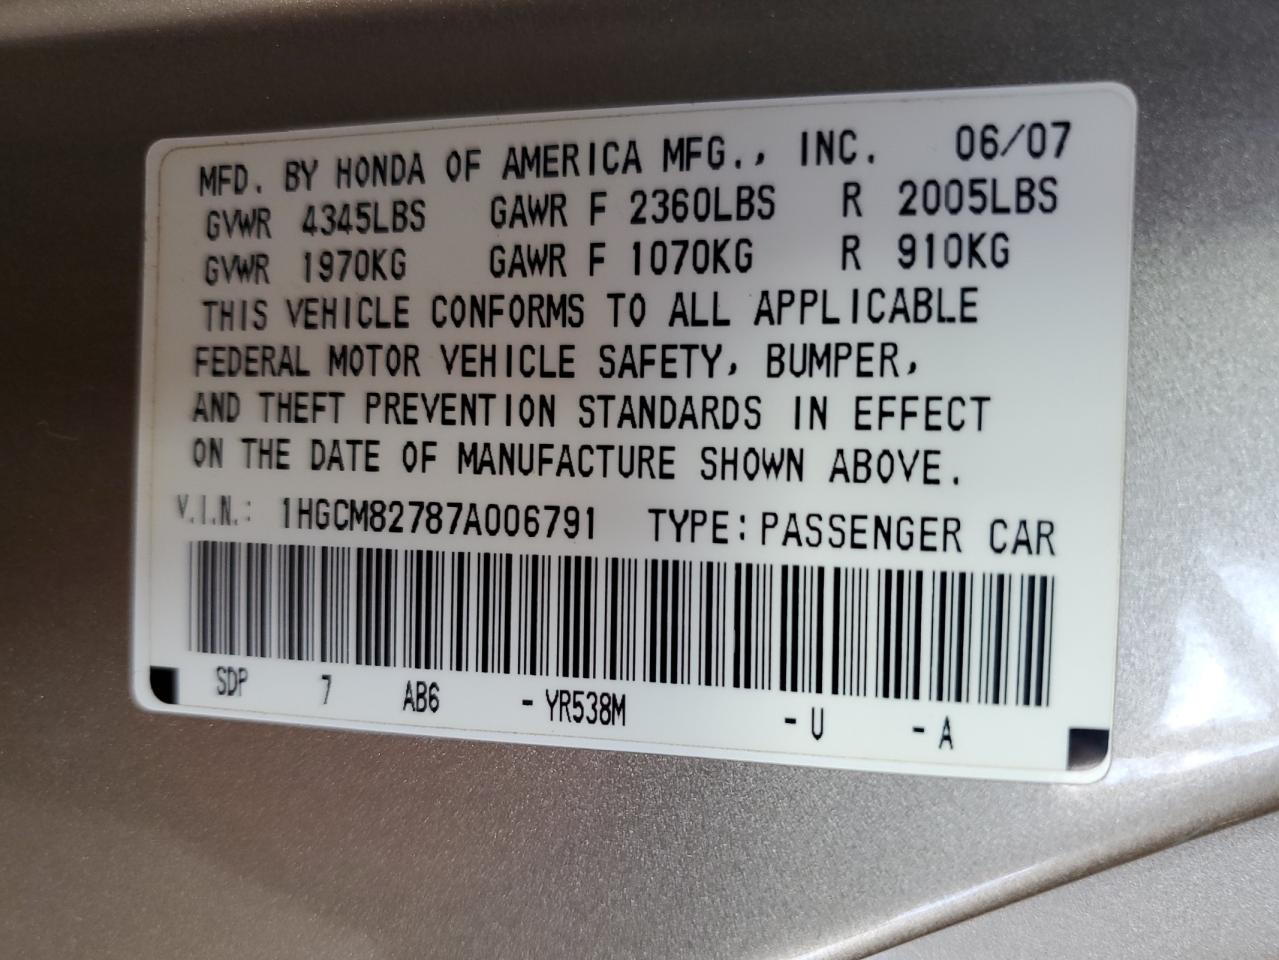 MFD. BY HONDA OF AMERICA MFG., INC. 06/07
GVWR 4345LBS GAWR F 2360LBS R 2005LBS
GVWR 1970KG GAWR F 1070KG R 910KG
THIS VEHICLE CONFORMS TO ALL APPLICABLE
FEDERAL MOTOR VEHICLE SAFETY, BUMPER,
AND THEFT PREVENTION STANDARDS IN EFFECT
ON THE DATE OF MANUFACTURE SHOWN ABOVE.
V.I.N.: 1HGCM82787A006791 TYPE:PASSENGER CAR
SDP 7 AB6 -YR538M -U -A